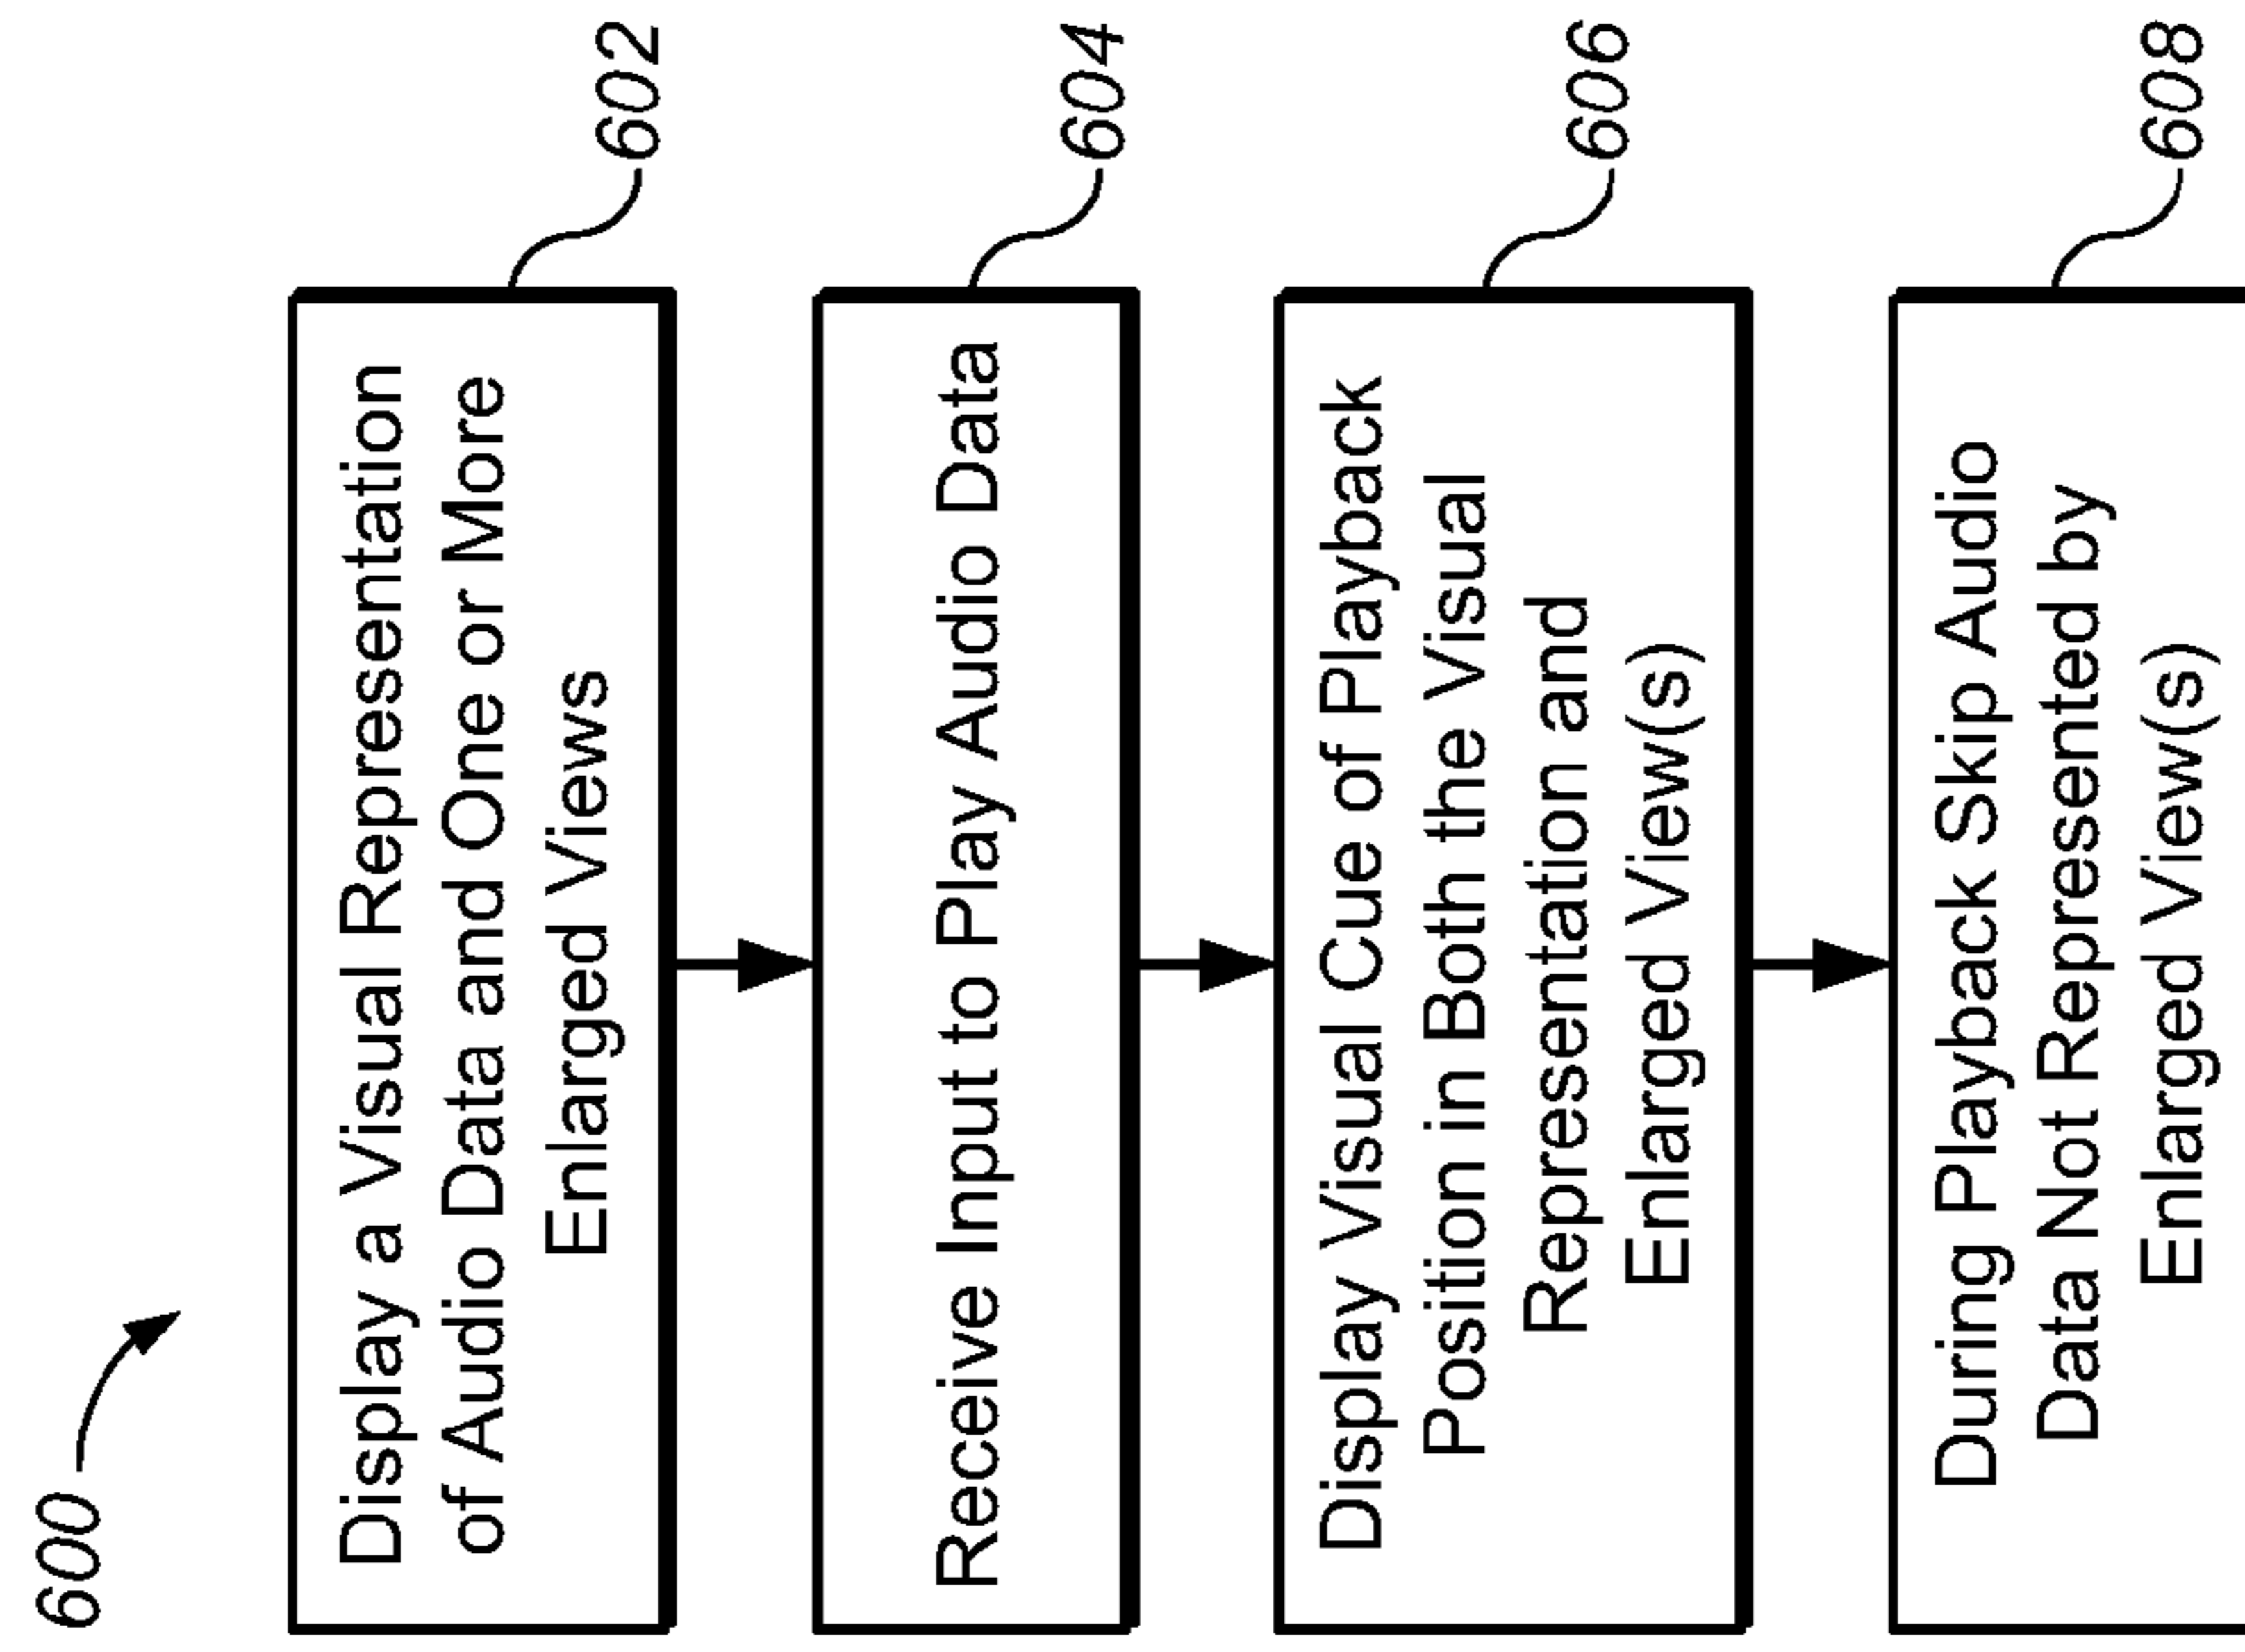 600
Display a Visual Representation
of Audio Data and One or More
Enlarged Views
602
Receive Input to Play Audio Data
604
Display Visual Cue of Playback
Position in Both the Visual
Representation and
Enlarged View(s)
606
During Playback Skip Audio
Data Not Represented by
Enlarged View(s)
608